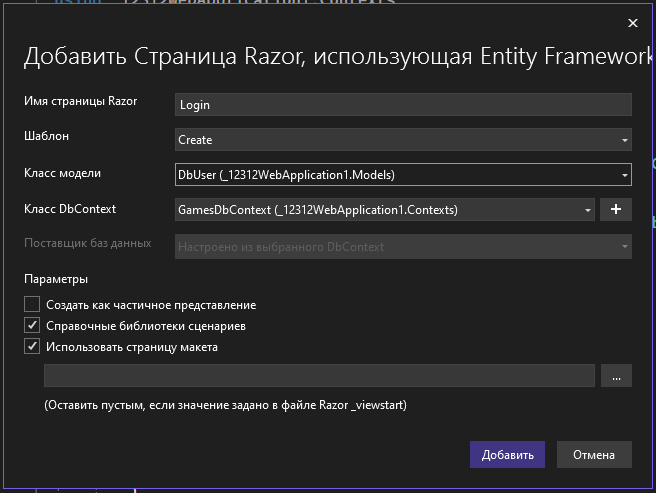 Добавить Страница Razor, использующая Entity Framework
Имя страницы Razor
Login
Шаблон
Create
Класс модели
DbUser (_12312WebApplication1.Models)
Класс DbContext
GamesDbContext (_12312WebApplication1.Contexts)
Поставщик баз данных
Настроено из выбранного DbContext
Параметры
Создать как частичное представление
Справочные библиотеки сценариев
Использовать страницу макета
...
(Оставить пустым, если значение задано в файле Razor _viewstart)
Добавить
Отмена